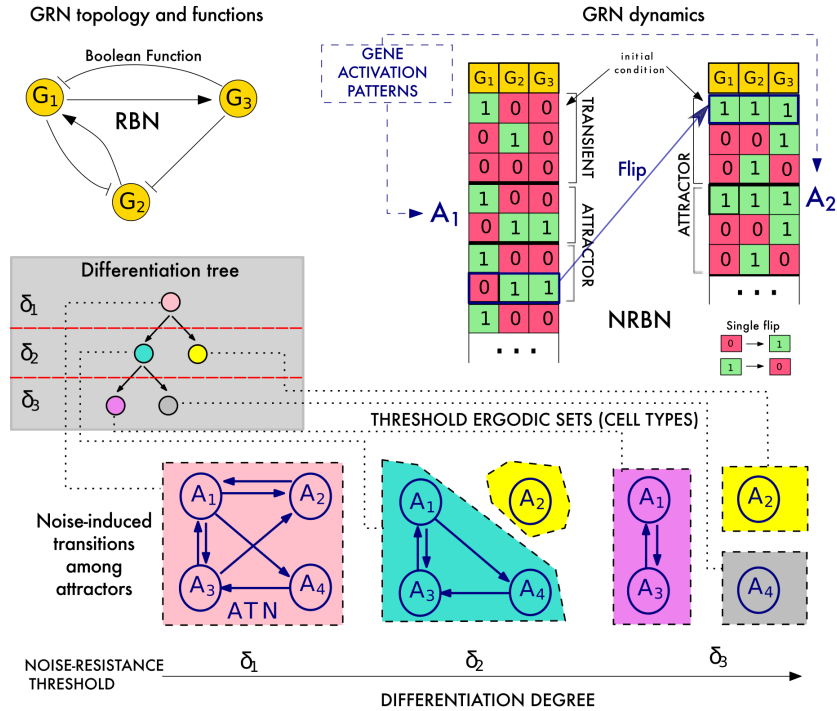 GRN topology and functions
Boolean Function
G1
G3
RBN
G2
GRN dynamics
GENE
ACTIVATION
PATTERNS
initial
condition
G1 G2 G3
1 0 0
0 1 0
0 0 0
1 0 0
0 1 1
1 0 0
0 1 1
1 0 0
...
TRANSIENT
ATTRACTOR
A1
Flip
G1 G2 G3
1 1 1
0 0 1
0 1 0
1 1 1
0 0 1
0 1 0
...
ATTRACTOR
A2
NRBN
Single flip
0 1
1 0
Differentiation tree
δ1
δ2
δ3
THRESHOLD ERGODIC SETS (CELL TYPES)
Noise-induced
transitions
among
attractors
A1 A2
A3 A4
ATN
A1 A2
A3 A4
A1 A2
A3 A4
NOISE-RESISTANCE
THRESHOLD
δ1 δ2 δ3
DIFFERENTIATION DEGREE